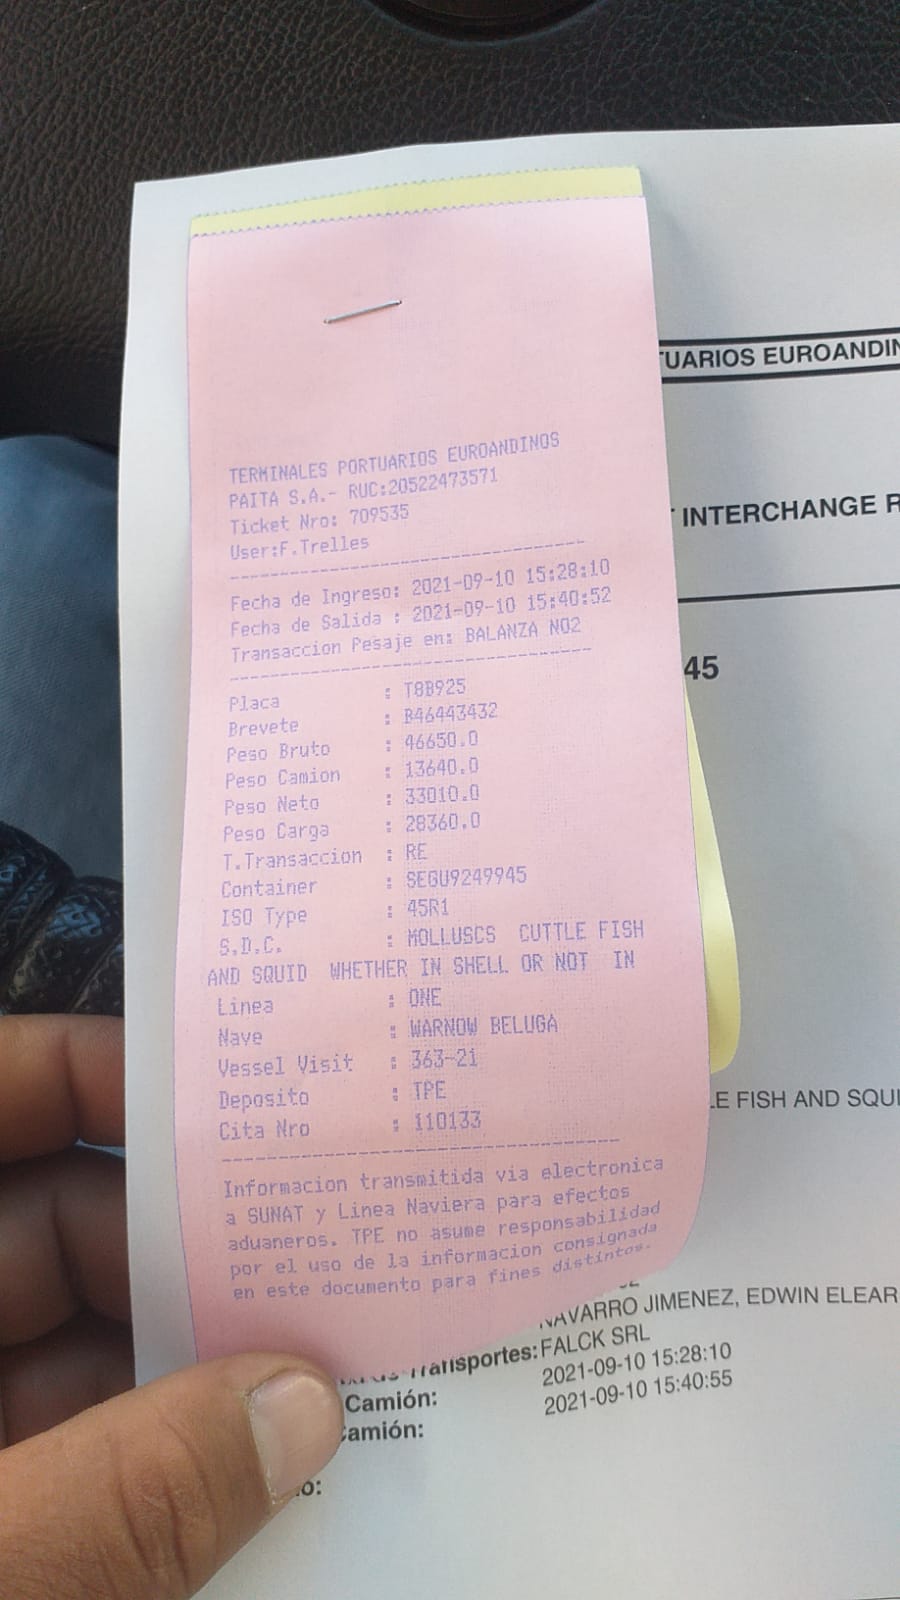 TERMINALES PORTUARIOS EUROANDINOS
PAITA S.A.- RUC:20522473571
Ticket Nro: 709535
User:F.Trelles
Fecha de Ingreso: 2021-09-10 15:28:10
Fecha de Salida : 2021-09-10 15:40:52
Transaccion Pesaje en: BALANZA NO2
Placa : T8B925
Brevete : B46443432
Peso Bruto : 46650.0
Peso Camion : 13640.0
Peso Neto : 33010.0
Peso Carga : 28360.0
T.Transaccion : RE
Container : SEGU9249945
ISO Type : 45R1
S.D.C. : MOLLUSCS CUTTLE FISH
AND SQUID WHETHER IN SHELL OR NOT IN
Linea : ONE
Nave : WARNOW BELUGA
Vessel Visit : 363-21
Deposito : TPE
Cita Nro : 110133
Informacion transmitida via electronica
a SUNAT y Linea Naviera para efectos
aduaneros. TPE no asume responsabilidad
por el uso de la informacion consignada
en este documento para fines distintos.
TUARIOS EUROANDIN
INTERCHANGE R
45
LE FISH AND SQUI
NAVARRO JIMENEZ, EDWIN ELEAR
Transportes: FALCK SRL
Camión: 2021-09-10 15:28:10
Camión: 2021-09-10 15:40:55
o: